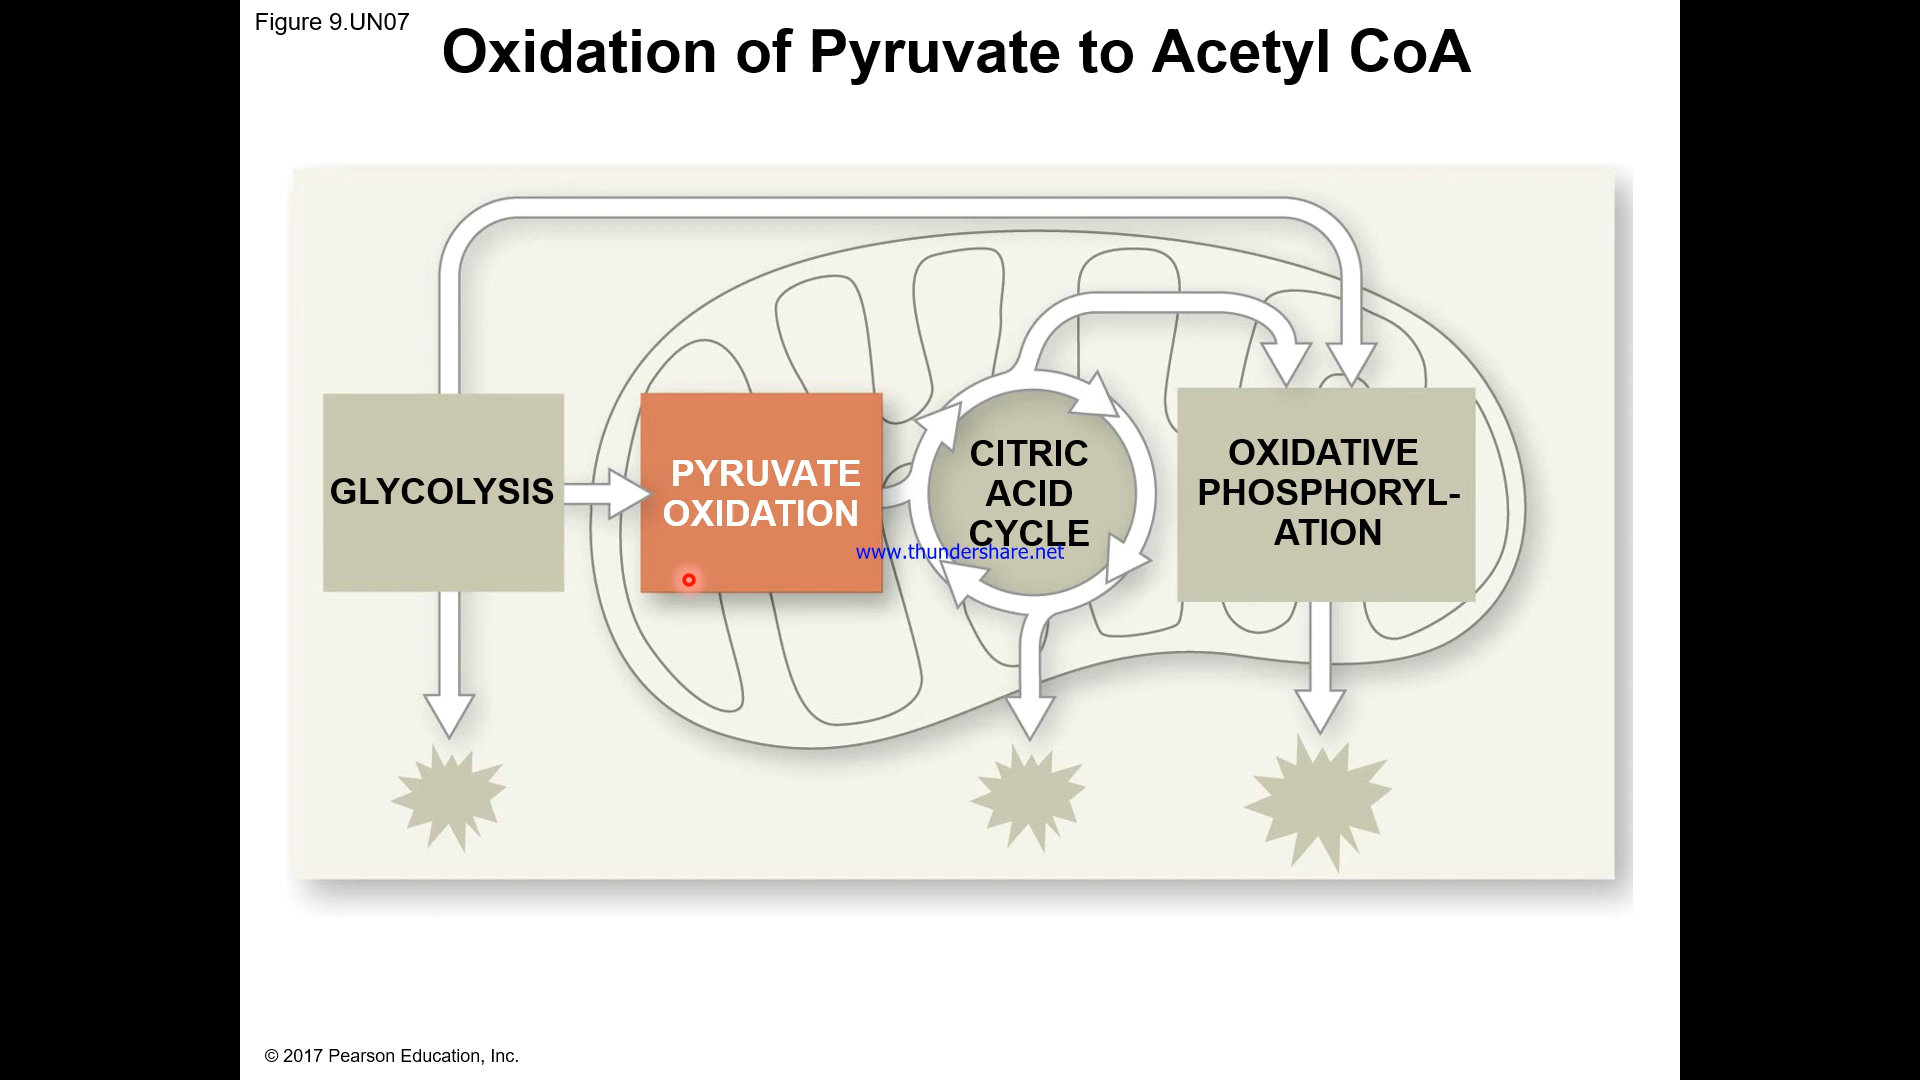 Figure 9.UN07
Oxidation of Pyruvate to Acetyl CoA
GLYCOLYSIS
PYRUVATE
OXIDATION
CITRIC
ACID
CYCLE
OXIDATIVE
PHOSPHORYL-
ATION
www.thundershare.net
© 2017 Pearson Education, Inc.